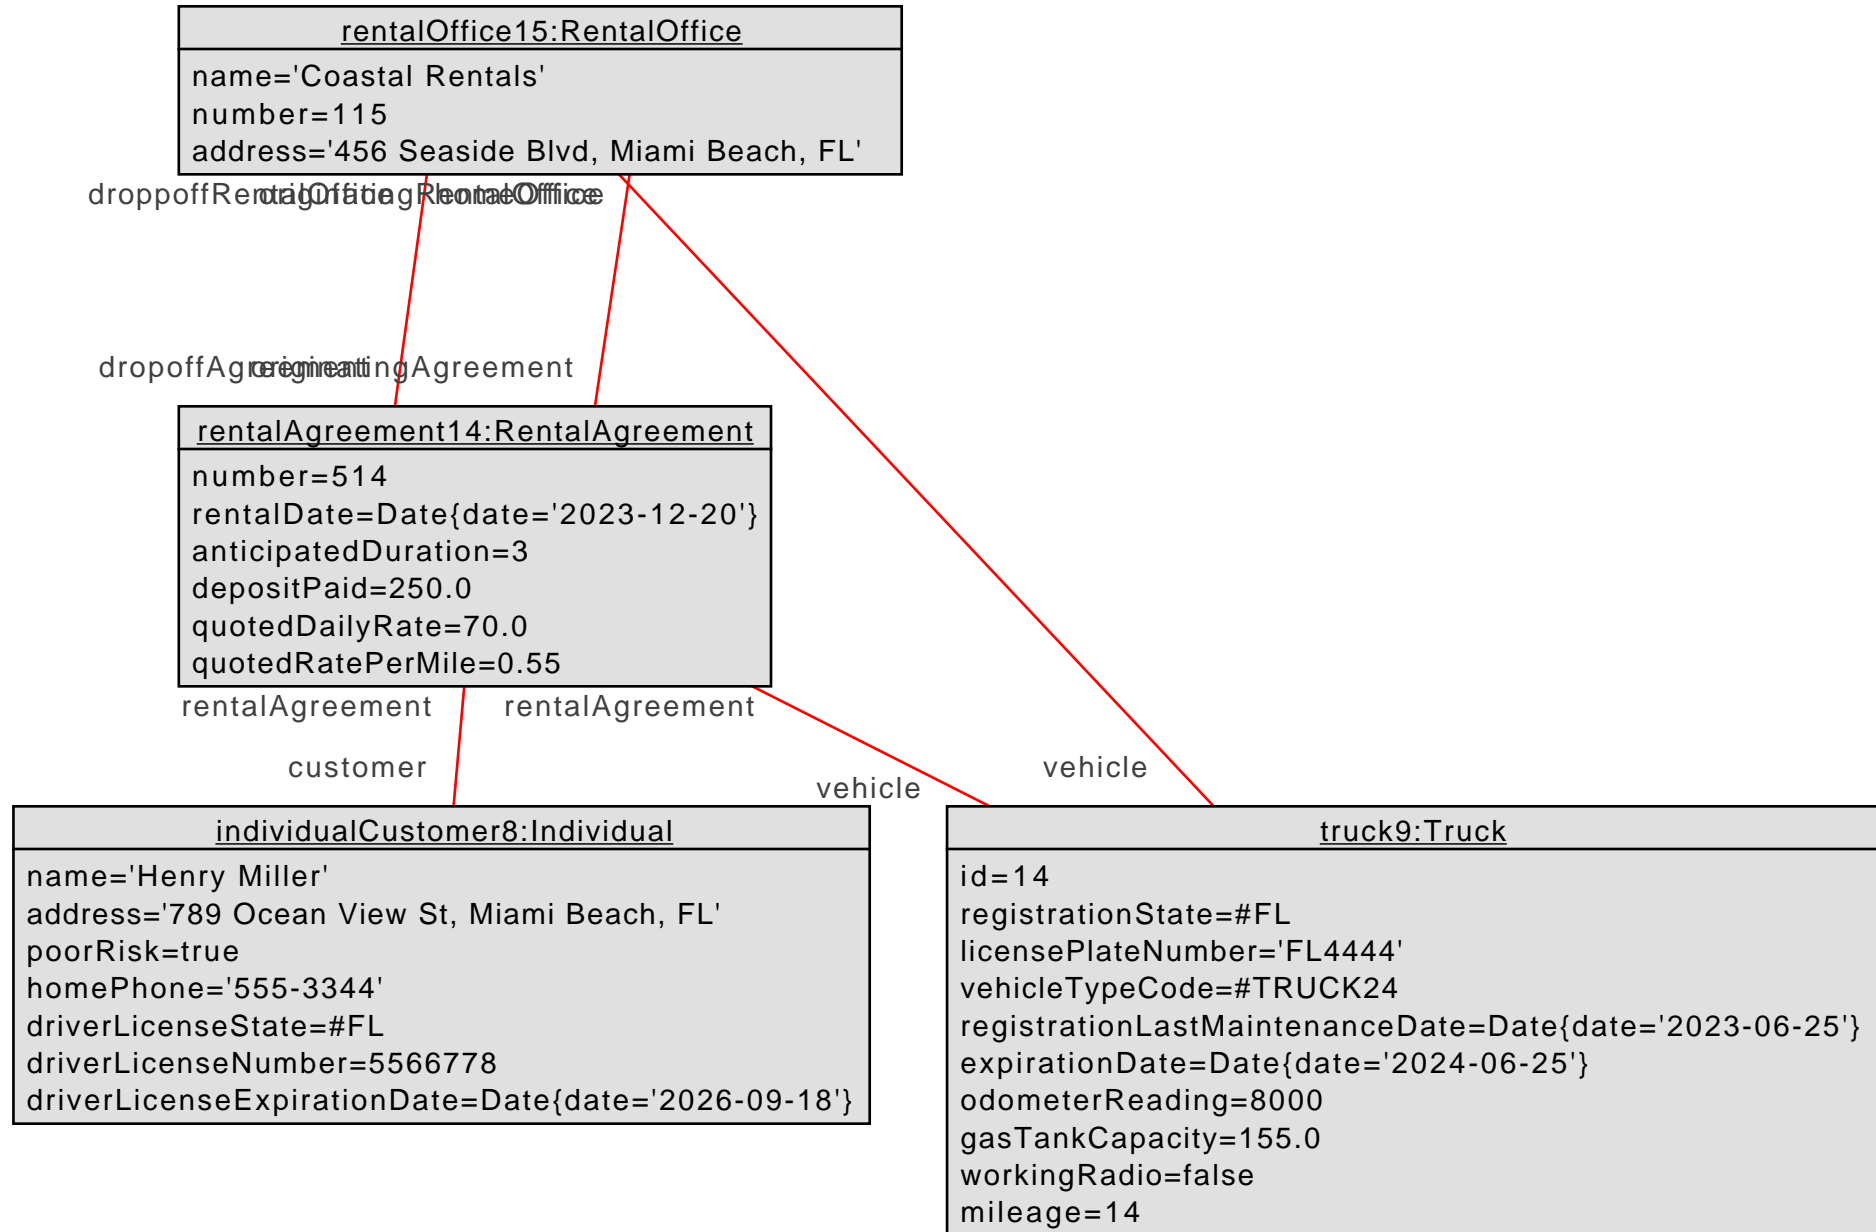 rentalOffice15:RentalOffice
name='Coastal Rentals'
number=115
address='456 Seaside Blvd, Miami Beach, FL'
droppoffRentalOffice originatingRentalOffice homeOffice
dropoffAgreement originatingAgreement
rentalAgreement14:RentalAgreement
number=514
rentalDate=Date{date='2023-12-20'}
anticipatedDuration=3
depositPaid=250.0
quotedDailyRate=70.0
quotedRatePerMile=0.55
rentalAgreement rentalAgreement
customer vehicle vehicle
individualCustomer8:Individual
name='Henry Miller'
address='789 Ocean View St, Miami Beach, FL'
poorRisk=true
homePhone='555-3344'
driverLicenseState=#FL
driverLicenseNumber=5566778
driverLicenseExpirationDate=Date{date='2026-09-18'}
truck9:Truck
id=14
registrationState=#FL
licensePlateNumber='FL4444'
vehicleTypeCode=#TRUCK24
registrationLastMaintenanceDate=Date{date='2023-06-25'}
expirationDate=Date{date='2024-06-25'}
odometerReading=8000
gasTankCapacity=155.0
workingRadio=false
mileage=14